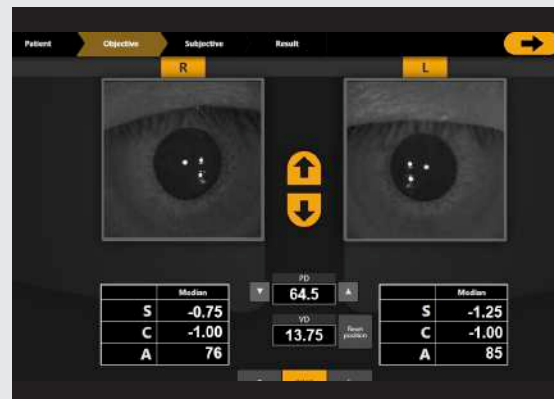 Patient Objective Subjective Result
R L
PD
64.5
VD
13.75
Reset
position
Median
S -0.75
C -1.00
A 76
Median
S -1.25
C -1.00
A 85